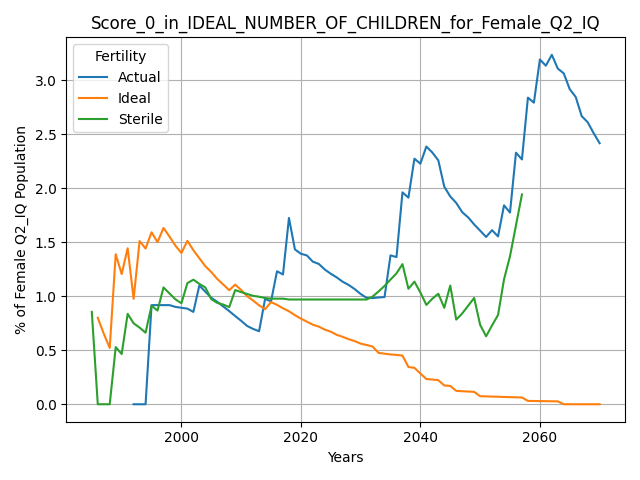 Score_0_in_IDEAL_NUMBER_OF_CHILDREN_for_Female_Q2_IQ
Fertility
Actual
Ideal
Sterile
% of Female Q2_IQ Population
3.0
2.5
2.0
1.5
1.0
0.5
0.0
2000
2020
2040
2060
Years